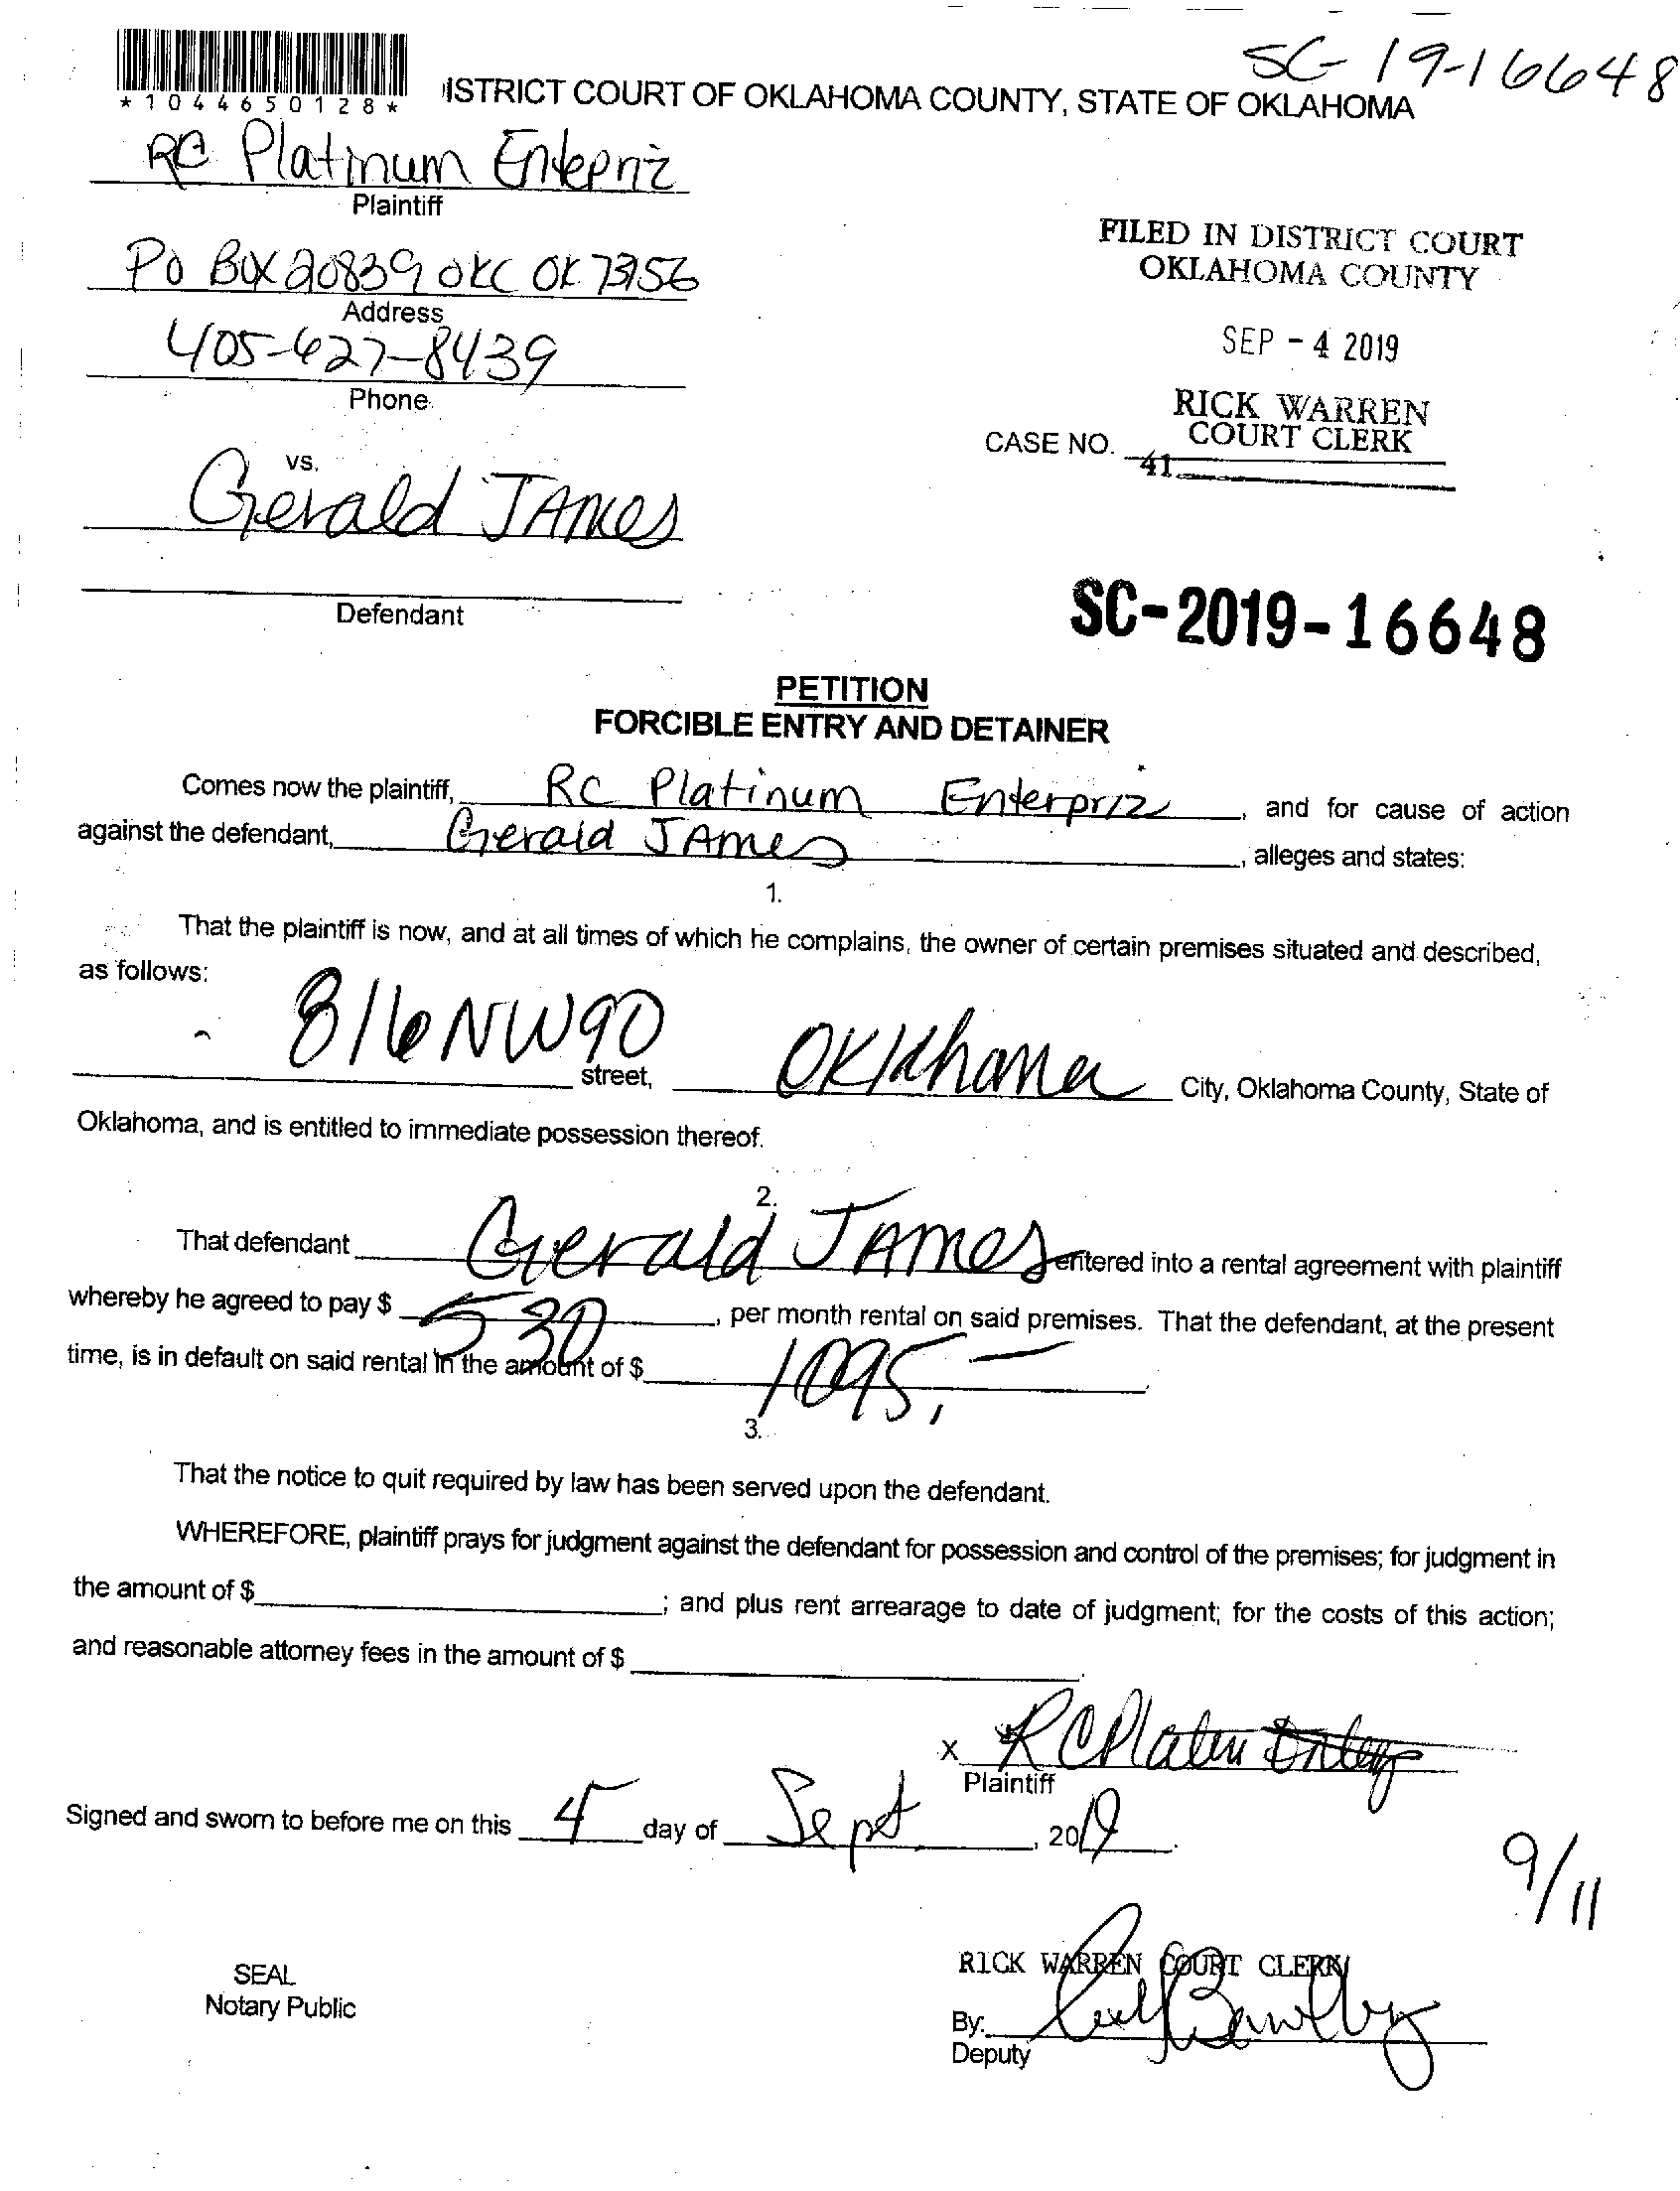 SC-19-16648
*1044650128*
ISTRICT COURT OF OKLAHOMA COUNTY, STATE OF OKLAHOMA
RC Platinum Entepriz
Plaintiff
PO BOX 20839 OKC OK 73156
Address
405-627-8439
Phone
vs.
Gerald JAmes
Defendant
FILED IN DISTRICT COURT
OKLAHOMA COUNTY
SEP - 4 2019
RICK WARREN
COURT CLERK
CASE NO.
41
SC-2019-16648
PETITION
FORCIBLE ENTRY AND DETAINER
Comes now the plaintiff, RC Platinum Enterpriz, and for cause of action
against the defendant, Gerald JAmes, alleges and states:
1.
That the plaintiff is now, and at all times of which he complains, the owner of certain premises situated and described,
as follows:
816 NW 90 street, Oklahoma City, Oklahoma County, State of
Oklahoma, and is entitled to immediate possession thereof.
2.
That defendant Gerald JAmes entered into a rental agreement with plaintiff
whereby he agreed to pay $ 530, per month rental on said premises. That the defendant, at the present
time, is in default on said rental in the amount of $ 1095,—
3.
That the notice to quit required by law has been served upon the defendant.
WHEREFORE, plaintiff prays for judgment against the defendant for possession and control of the premises; for judgment in
the amount of $ ; and plus rent arrearage to date of judgment; for the costs of this action;
and reasonable attorney fees in the amount of $ .
X RC Platin
Plaintiff
Signed and sworn to before me on this 4 day of Sept, 2019.
9/11
SEAL
Notary Public
RICK WARREN COURT CLERK
By:
Deputy